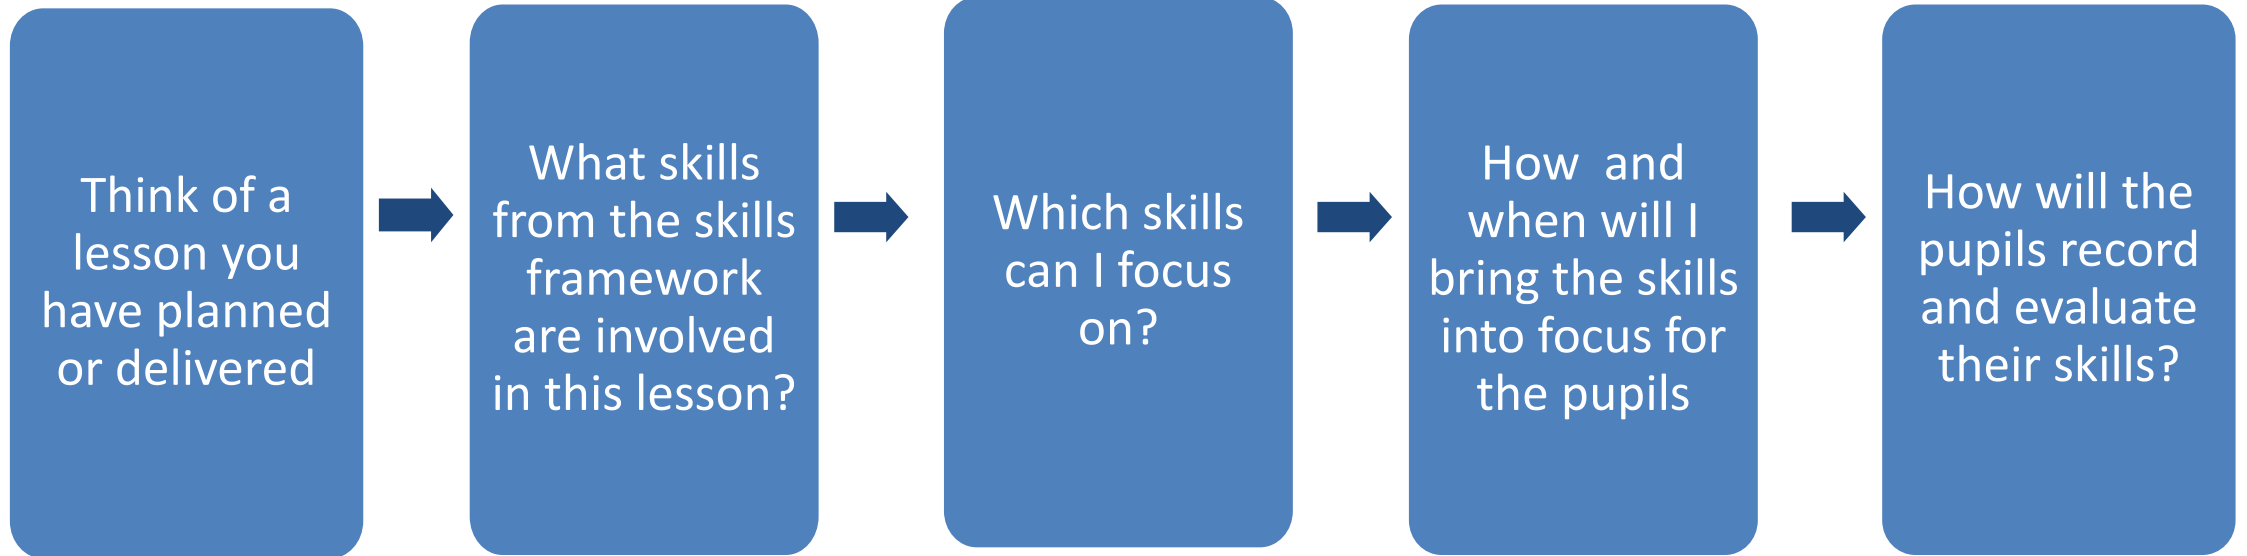 Think of a
lesson you
have planned
or delivered
What skills
from the skills
framework
are involved
in this lesson?
Which skills
can I focus
on?
How  and
when will I
bring the skills
into focus for
the pupils
How will the
pupils record
and evaluate
their skills?